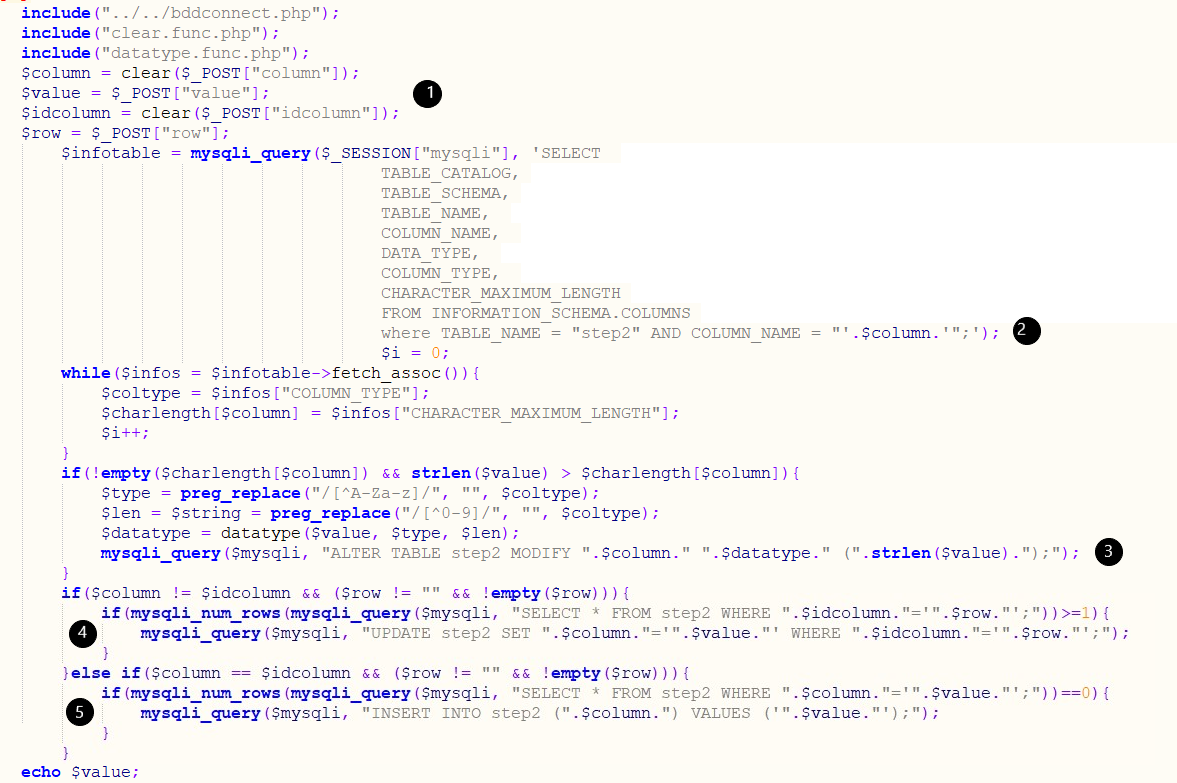 include("../../bddconnect.php");
include("clear.func.php");
include("datatype.func.php");
$column = clear($_POST["column"]);
$value = $_POST["value"]; 1
$idcolumn = clear($_POST["idcolumn"]);
$row = $_POST["row"];
$infotable = mysqli_query($_SESSION["mysqli"], 'SELECT
TABLE_CATALOG,
TABLE_SCHEMA,
TABLE_NAME,
COLUMN_NAME,
DATA_TYPE,
COLUMN_TYPE,
CHARACTER_MAXIMUM_LENGTH
FROM INFORMATION_SCHEMA.COLUMNS
where TABLE_NAME = "step2" AND COLUMN_NAME = "'.$column.'";'); 2
$i = 0;
while($infos = $infotable->fetch_assoc()){
$coltype = $infos["COLUMN_TYPE"];
$charlength[$column] = $infos["CHARACTER_MAXIMUM_LENGTH"];
$i++;
}
if(!empty($charlength[$column]) && strlen($value) > $charlength[$column]){
$type = preg_replace("/[^A-Za-z]/", "", $coltype);
$len = $string = preg_replace("/[^0-9]/", "", $coltype);
$datatype = datatype($value, $type, $len);
mysqli_query($mysqli, "ALTER TABLE step2 MODIFY ".$column." ".$datatype." (".strlen($value).");"); 3
}
if($column != $idcolumn && ($row != "" && !empty($row))){
if(mysqli_num_rows(mysqli_query($mysqli, "SELECT * FROM step2 WHERE ".$idcolumn."='".$row."';"))>=1){
4 mysqli_query($mysqli, "UPDATE step2 SET ".$column."='".$value."' WHERE ".$idcolumn."='".$row."';");
}
}else if($column == $idcolumn && ($row != "" && !empty($row))){
if(mysqli_num_rows(mysqli_query($mysqli, "SELECT * FROM step2 WHERE ".$column."='".$value."';"))==0){
5 mysqli_query($mysqli, "INSERT INTO step2 (".$column.") VALUES ('".$value."');");
}
}
echo $value;